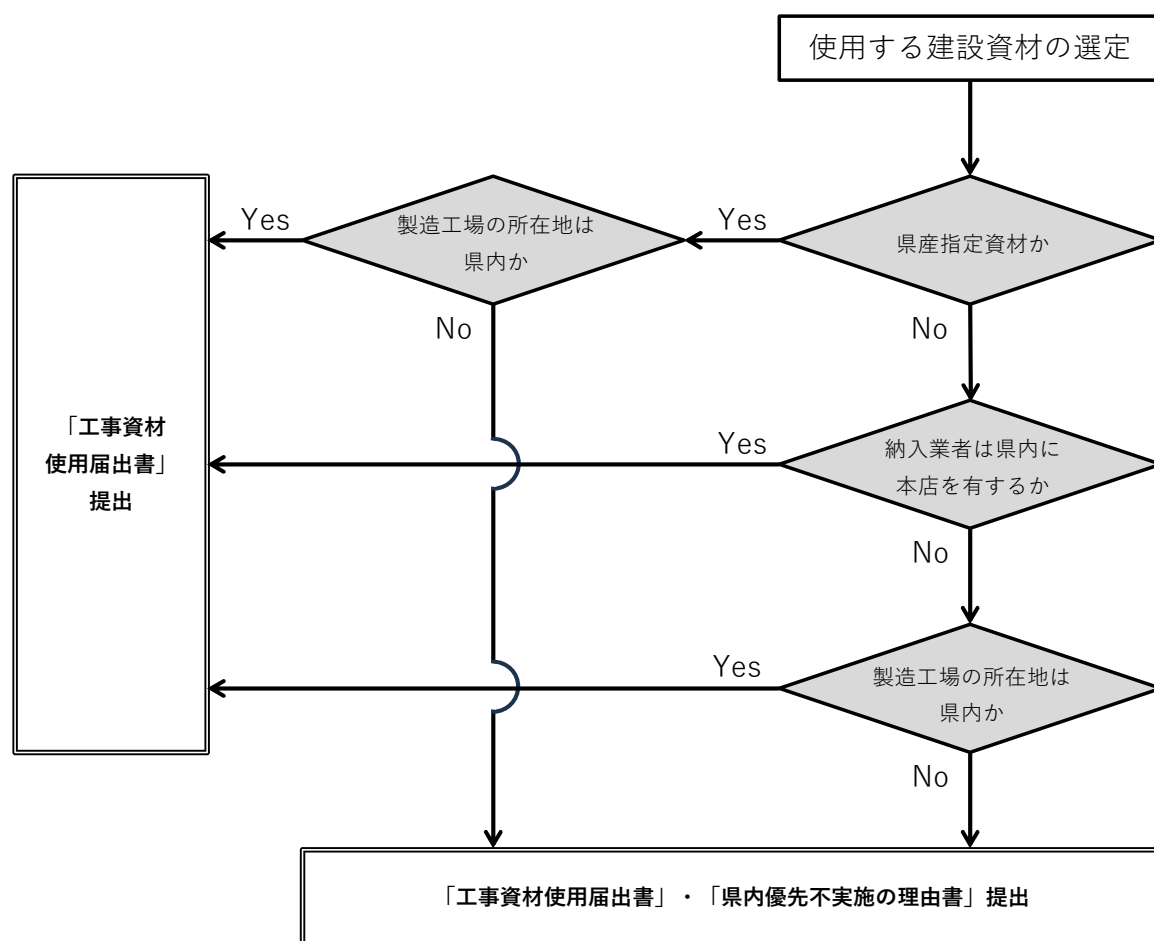 使用する建設資材の選定
Yes
製造工場の所在地は
県内か
Yes
県産指定資材か
No
No
「工事資材
使用届出書」
提出
Yes
納入業者は県内に
本店を有するか
No
Yes
製造工場の所在地は
県内か
No
「工事資材使用届出書」・「県内優先不実施の理由書」提出